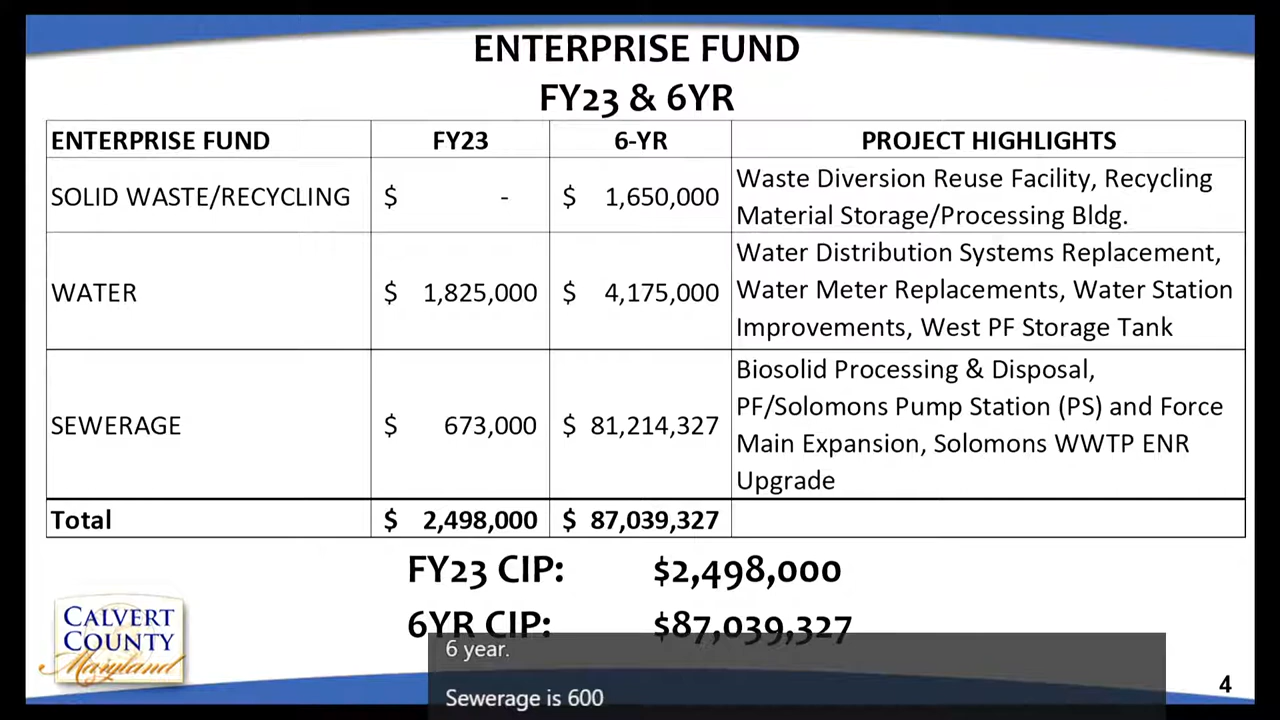 ENTERPRISE FUND
FY23 & 6YR
ENTERPRISE FUND FY23 6-YR PROJECT HIGHLIGHTS
SOLID WASTE/RECYCLING $ - $ 1,650,000 Waste Diversion Reuse Facility, Recycling
Material Storage/Processing Bldg.
WATER $ 1,825,000 $ 4,175,000 Water Distribution Systems Replacement,
Water Meter Replacements, Water Station
Improvements, West PF Storage Tank
SEWERAGE $ 673,000 $ 81,214,327 Biosolid Processing & Disposal,
PF/Solomons Pump Station (PS) and Force
Main Expansion, Solomons WWTP ENR
Upgrade
Total $ 2,498,000 $ 87,039,327
FY23 CIP: $2,498,000
6YR CIP: $87,039,327
CALVERT
COUNTY
Maryland
6 year.
Sewerage is 600
4